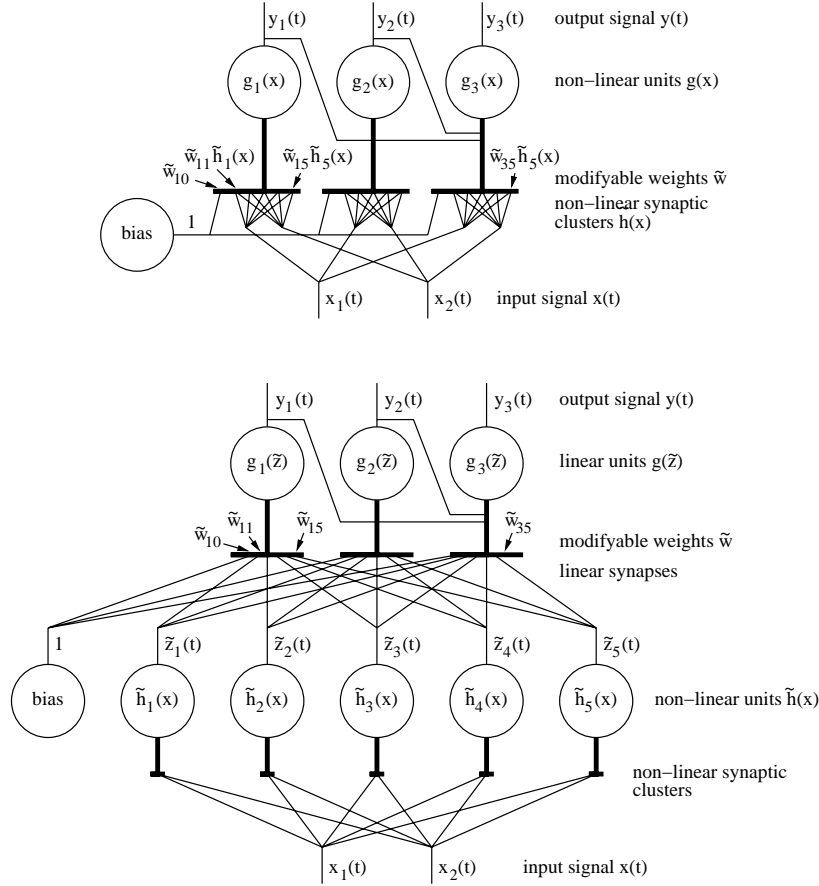 y₁(t) y₂(t) y₃(t) output signal y(t)
g₁(x) g₂(x) g₃(x) non−linear units g(x)
w̃₁₀ w̃₁₁h̃₁(x) w̃₁₅h̃₅(x) w̃₃₅h̃₅(x)
modifyable weights w̃
non−linear synaptic
clusters h̃(x)
bias 1
x₁(t) x₂(t) input signal x(t)
y₁(t) y₂(t) y₃(t) output signal y(t)
g₁(z̃) g₂(z̃) g₃(z̃) linear units g(z̃)
w̃₁₀ w̃₁₁ w̃₁₅ w̃₃₅
modifyable weights w̃
linear synapses
1 z̃₁(t) z̃₂(t) z̃₃(t) z̃₄(t) z̃₅(t)
bias h̃₁(x) h̃₂(x) h̃₃(x) h̃₄(x) h̃₅(x) non−linear units h̃(x)
non−linear synaptic
clusters
x₁(t) x₂(t) input signal x(t)